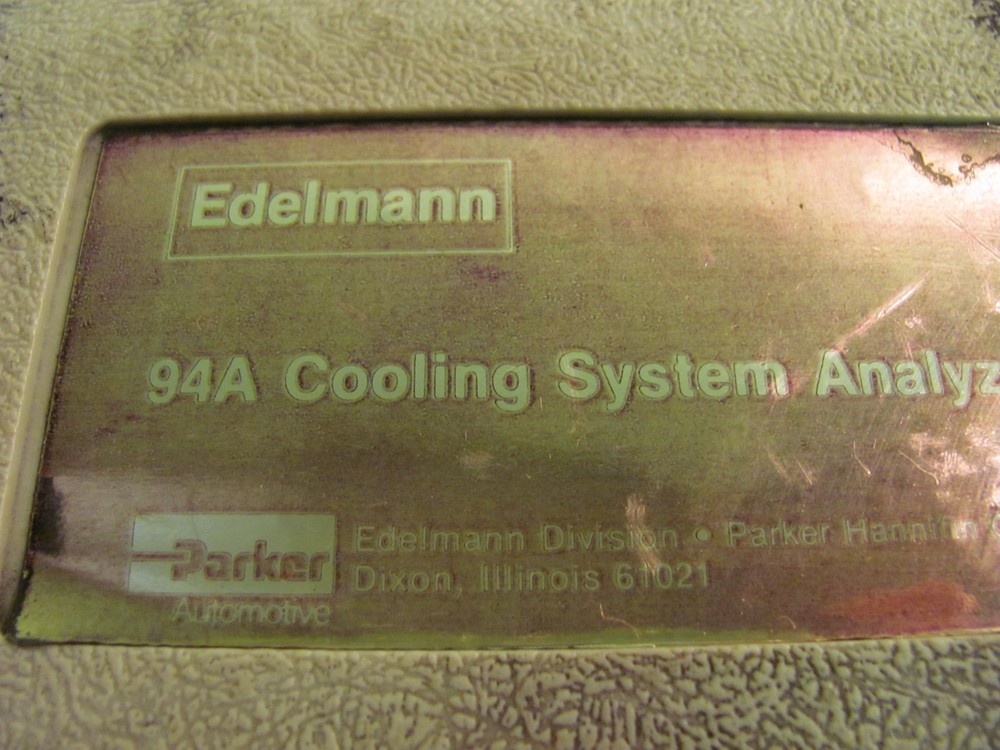 Edelmann
94A Cooling System Analyz
Parker
Automotive
Edelmann Division • Parker Hannifin
Dixon, Illinois 61021